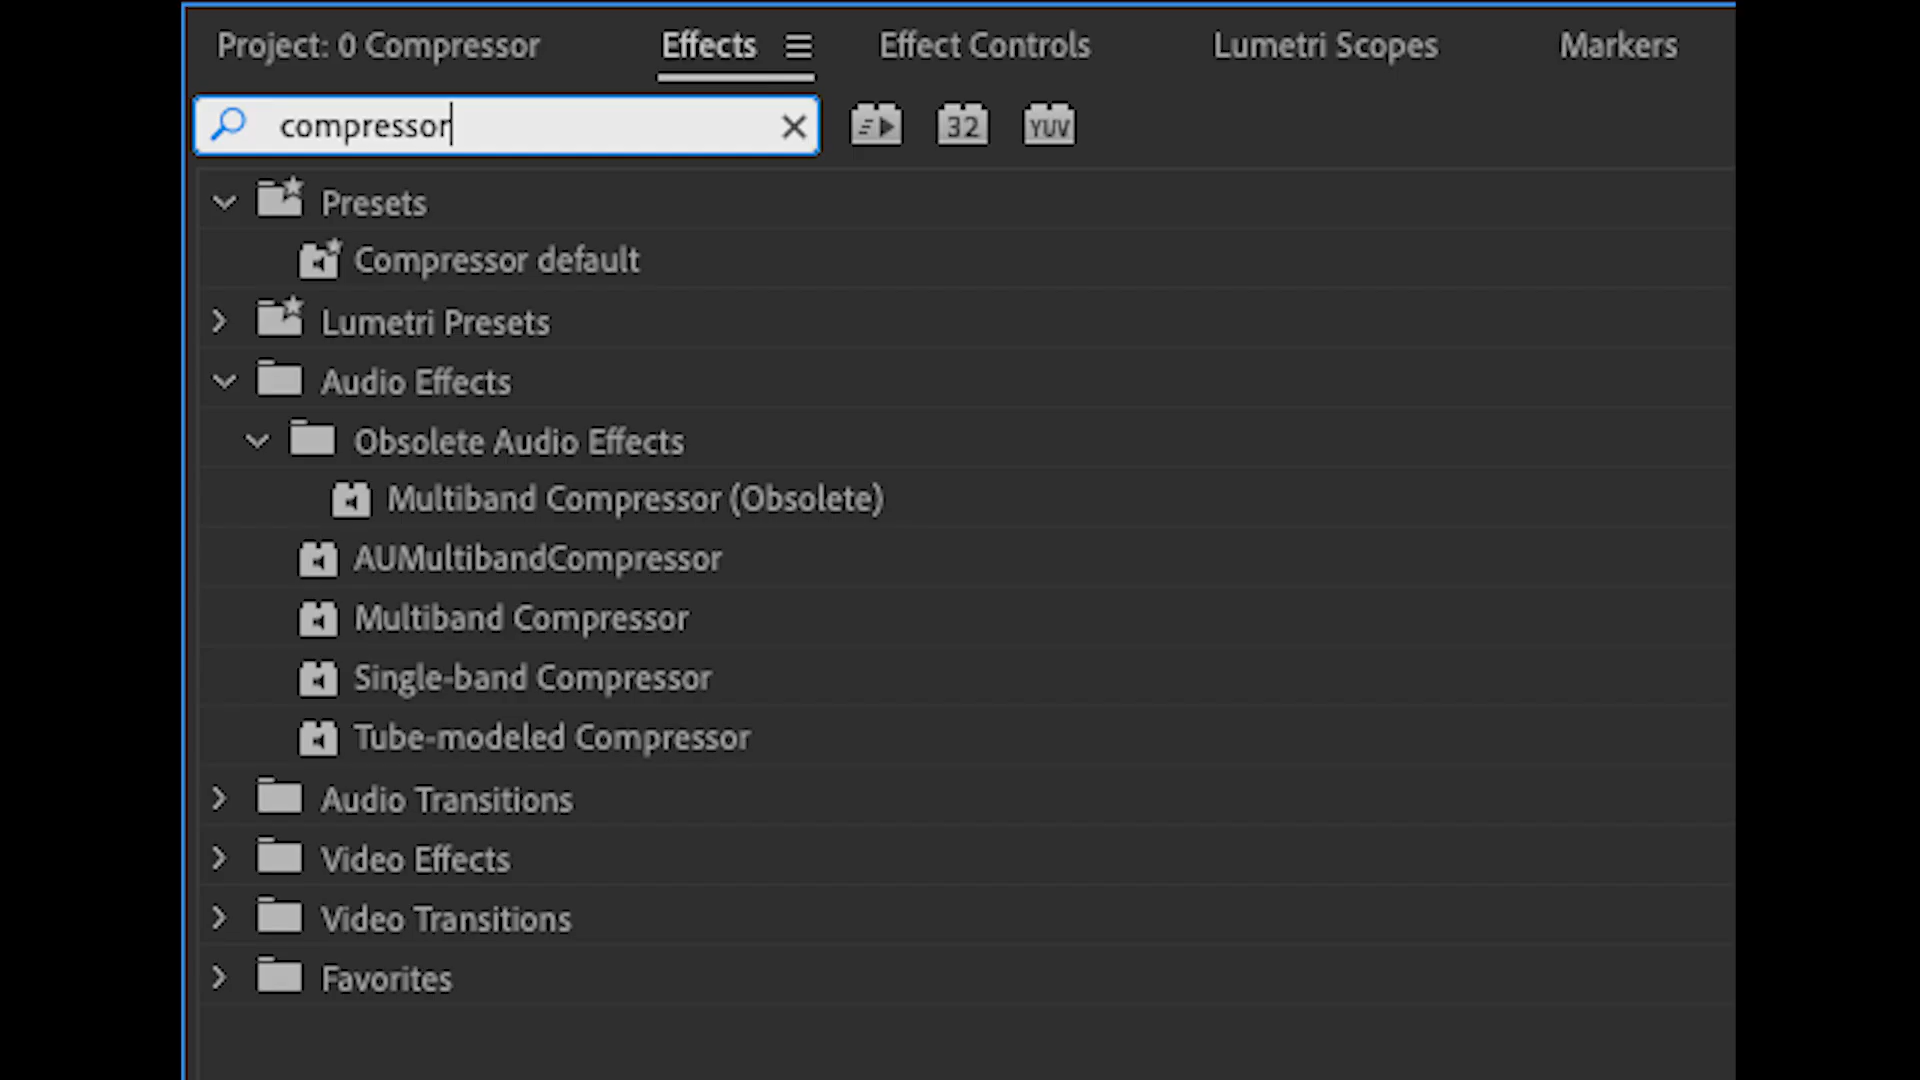 Project: 0 Compressor Effects Effect Controls Lumetri Scopes Markers
compressor 32 YUV
Presets
Compressor default
Lumetri Presets
Audio Effects
Obsolete Audio Effects
Multiband Compressor (Obsolete)
AUMultibandCompressor
Multiband Compressor
Single-band Compressor
Tube-modeled Compressor
Audio Transitions
Video Effects
Video Transitions
Favorites